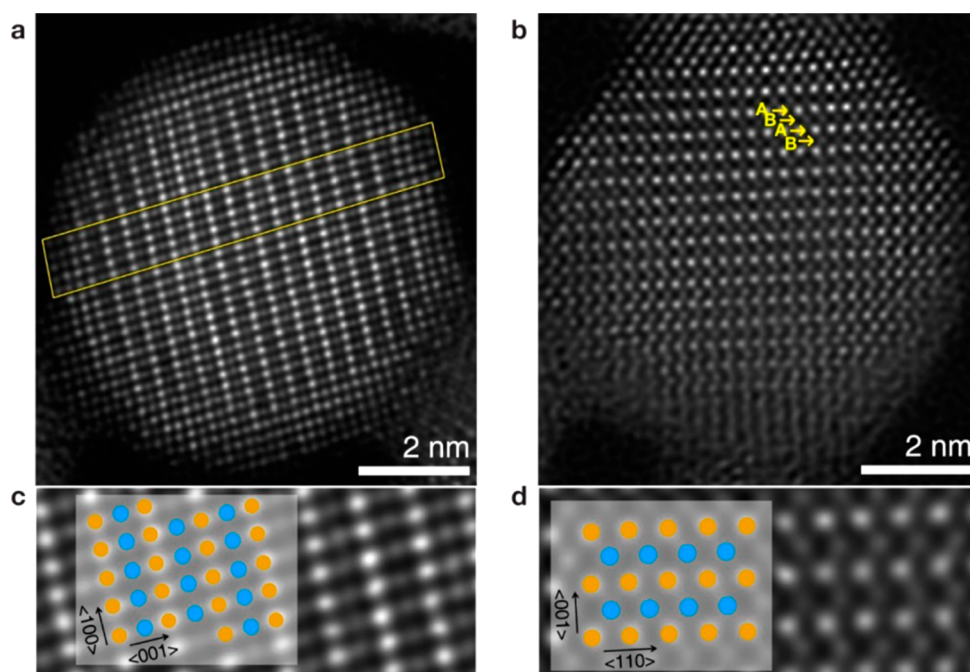 a
b
A→
B→
A→
B→
2 nm
2 nm
c
d
<100>
<001>
<001>
<110>